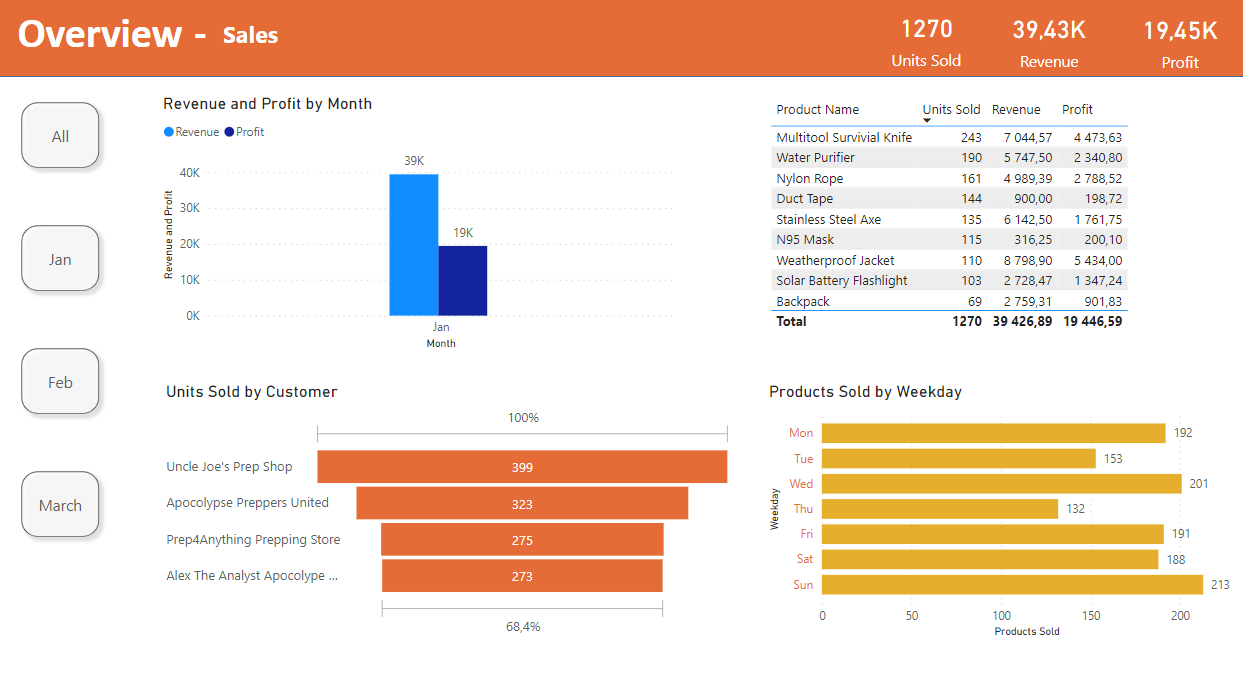 Overview - Sales
1270 39,43K 19,45K
Units Sold Revenue Profit
All
Jan
Feb
March
Revenue and Profit by Month
Revenue Profit
39K
19K
40K
30K
20K
10K
0K
Revenue and Profit
Jan
Month
Product Name Units Sold Revenue Profit
Multitool Survivial Knife 243 7 044,57 4 473,63
Water Purifier 190 5 747,50 2 340,80
Nylon Rope 161 4 989,39 2 788,52
Duct Tape 144 900,00 198,72
Stainless Steel Axe 135 6 142,50 1 761,75
N95 Mask 115 316,25 200,10
Weatherproof Jacket 110 8 798,90 5 434,00
Solar Battery Flashlight 103 2 728,47 1 347,24
Backpack 69 2 759,31 901,83
Total 1270 39 426,89 19 446,59
Units Sold by Customer
100%
Uncle Joe's Prep Shop 399
Apocolypse Preppers United 323
Prep4Anything Prepping Store 275
Alex The Analyst Apocolype ... 273
68,4%
Products Sold by Weekday
Weekday
Mon 192
Tue 153
Wed 201
Thu 132
Fri 191
Sat 188
Sun 213
0 50 100 150 200
Products Sold